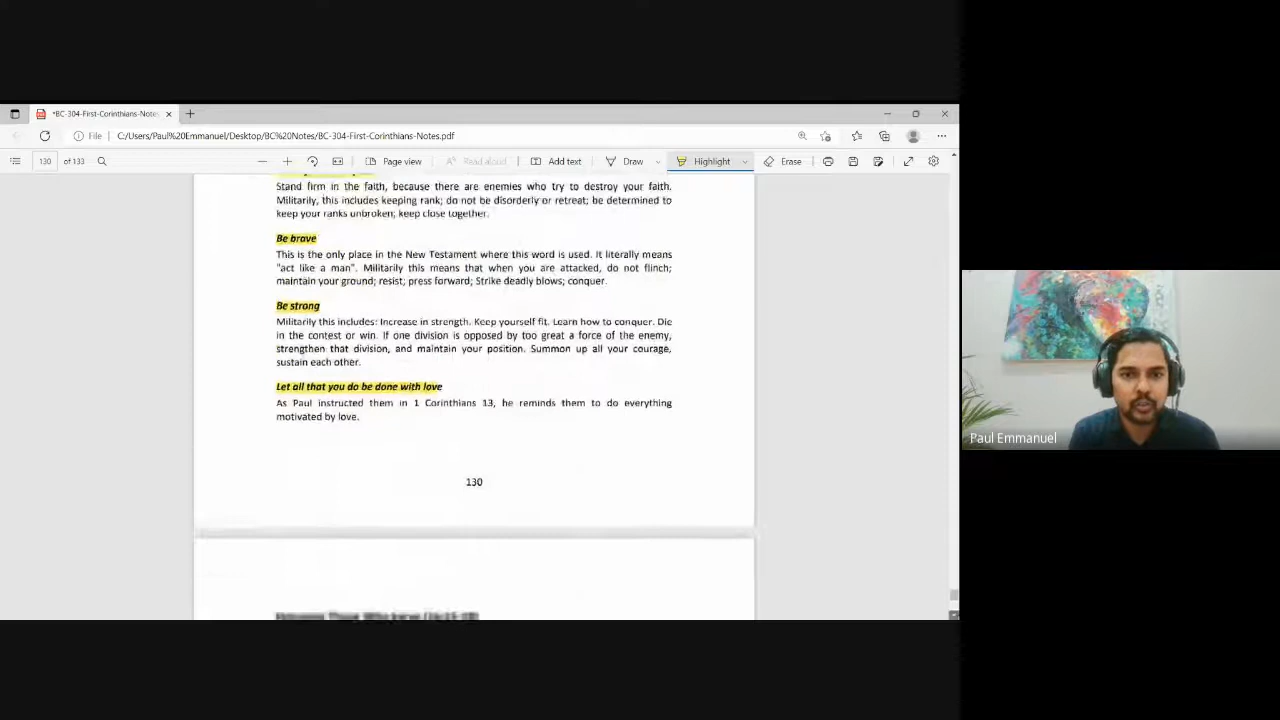 *BC-304-First-Corinthians-Notes
File
C:/Users/Paul%20Emmanuel/Desktop/BC%20Notes/BC-304-First-Corinthians-Notes.pdf
130 of 133
Page view
Read aloud
Add text
Draw
Highlight
Erase
Stand firm in the faith, because there are enemies who try to destroy your faith.
Militarily, this includes keeping rank; do not be disorderly or retreat; be determined to
keep your ranks unbroken; keep close together.
Be brave
This is the only place in the New Testament where this word is used. It literally means
"act like a man". Militarily this means that when you are attacked, do not flinch;
maintain your ground; resist; press forward; Strike deadly blows; conquer.
Be strong
Militarily this includes: Increase in strength. Keep yourself fit. Learn how to conquer. Die
in the contest or win. If one division is opposed by too great a force of the enemy,
strengthen that division, and maintain your position. Summon up all your courage,
sustain each other.
Let all that you do be done with love
As Paul instructed them in 1 Corinthians 13, he reminds them to do everything
motivated by love.
130
Paul Emmanuel